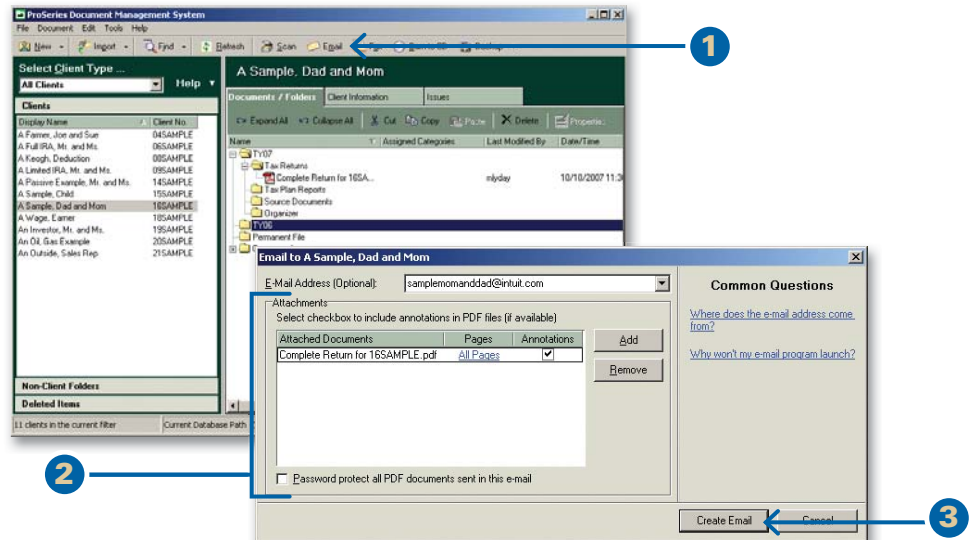 ProSeries Document Management System
File Document Edit Tools Help
New Import Find Refresh Scan Email
1
Select Client Type ...
All Clients Help
Clients
Display Name Client No.
A Farmer, Joe and Sue 04SAMPLE
A Full IRA, Mr. and Ms. 06SAMPLE
A Keogh, Deduction 08SAMPLE
A Limited IRA, Mr. and Ms. 09SAMPLE
A Passive Example, Mr. and Ms. 14SAMPLE
A Sample, Child 15SAMPLE
A Sample, Dad and Mom 16SAMPLE
A Wage, Earner 18SAMPLE
An Investor, Mr. and Ms. 19SAMPLE
An Oil, Gas Example 20SAMPLE
An Outside, Sales Rep 21SAMPLE
Non-Client Folders
Deleted Items
11 clients in the current filter Current Database Path
A Sample, Dad and Mom
Documents / Folders Client Information Issues
Expand All Collapse All Cut Copy Paste Delete Properties
Name Assigned Categories Last Modified By Date/Time
TY07
Tax Returns
Complete Return for 16SA... mlyday 10/10/2007 11:3
Tax Plan Reports
Source Documents
Organizer
TY06
Permanent File
Email to A Sample, Dad and Mom
E-Mail Address (Optional): samplemomanddad@intuit.com
2
Attachments
Select checkbox to include annotations in PDF files (if available)
Attached Documents Pages Annotations
Complete Return for 16SAMPLE.pdf All Pages
Add
Remove
Password protect all PDF documents sent in this e-mail
Common Questions
Where does the e-mail address come
from?
Why won't my e-mail program launch?
Create Email Cancel
3